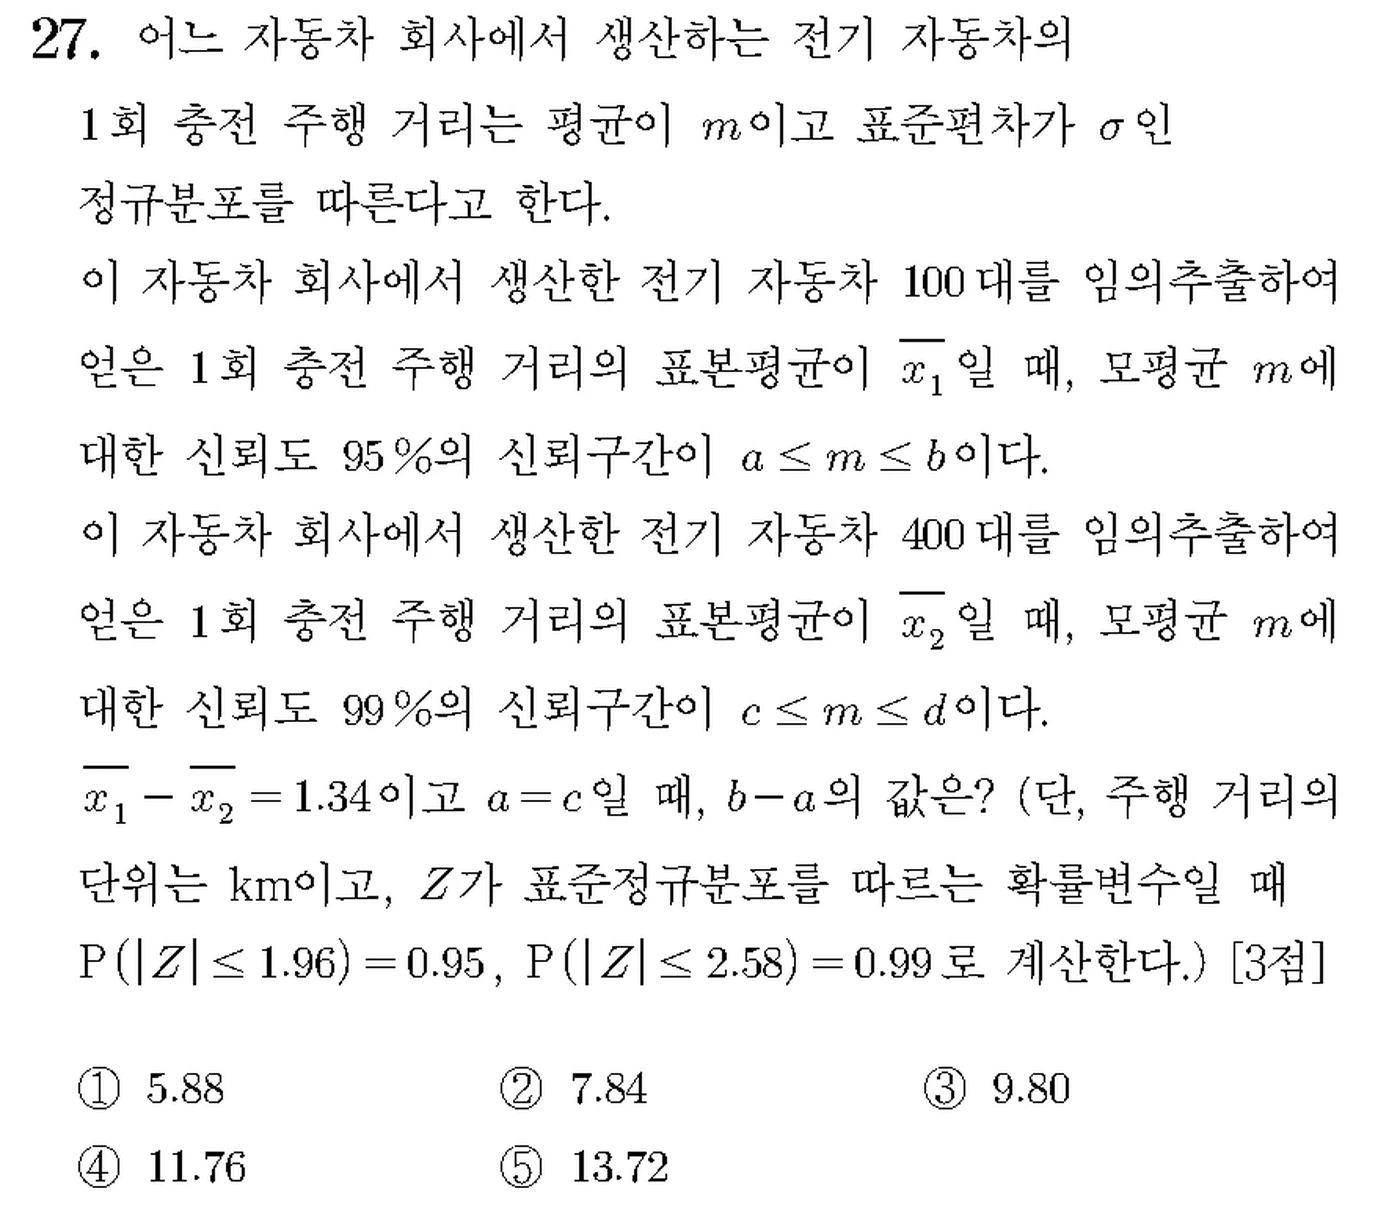 27. 어느 자동차 회사에서 생산하는 전기 자동차의
1회 충전 주행 거리는 평균이 m이고 표준편차가 σ인
정규분포를 따른다고 한다.
이 자동차 회사에서 생산한 전기 자동차 100대를 임의추출하여
얻은 1회 충전 주행 거리의 표본평균이 x̄₁일 때, 모평균 m에
대한 신뢰도 95%의 신뢰구간이 a ≤ m ≤ b이다.
이 자동차 회사에서 생산한 전기 자동차 400대를 임의추출하여
얻은 1회 충전 주행 거리의 표본평균이 x̄₂일 때, 모평균 m에
대한 신뢰도 99%의 신뢰구간이 c ≤ m ≤ d이다.
x̄₁ − x̄₂ = 1.34이고 a = c일 때, b − a의 값은? (단, 주행 거리의
단위는 km이고, Z가 표준정규분포를 따르는 확률변수일 때
P(|Z| ≤ 1.96) = 0.95, P(|Z| ≤ 2.58) = 0.99로 계산한다.) [3점]
① 5.88 ② 7.84 ③ 9.80
④ 11.76 ⑤ 13.72